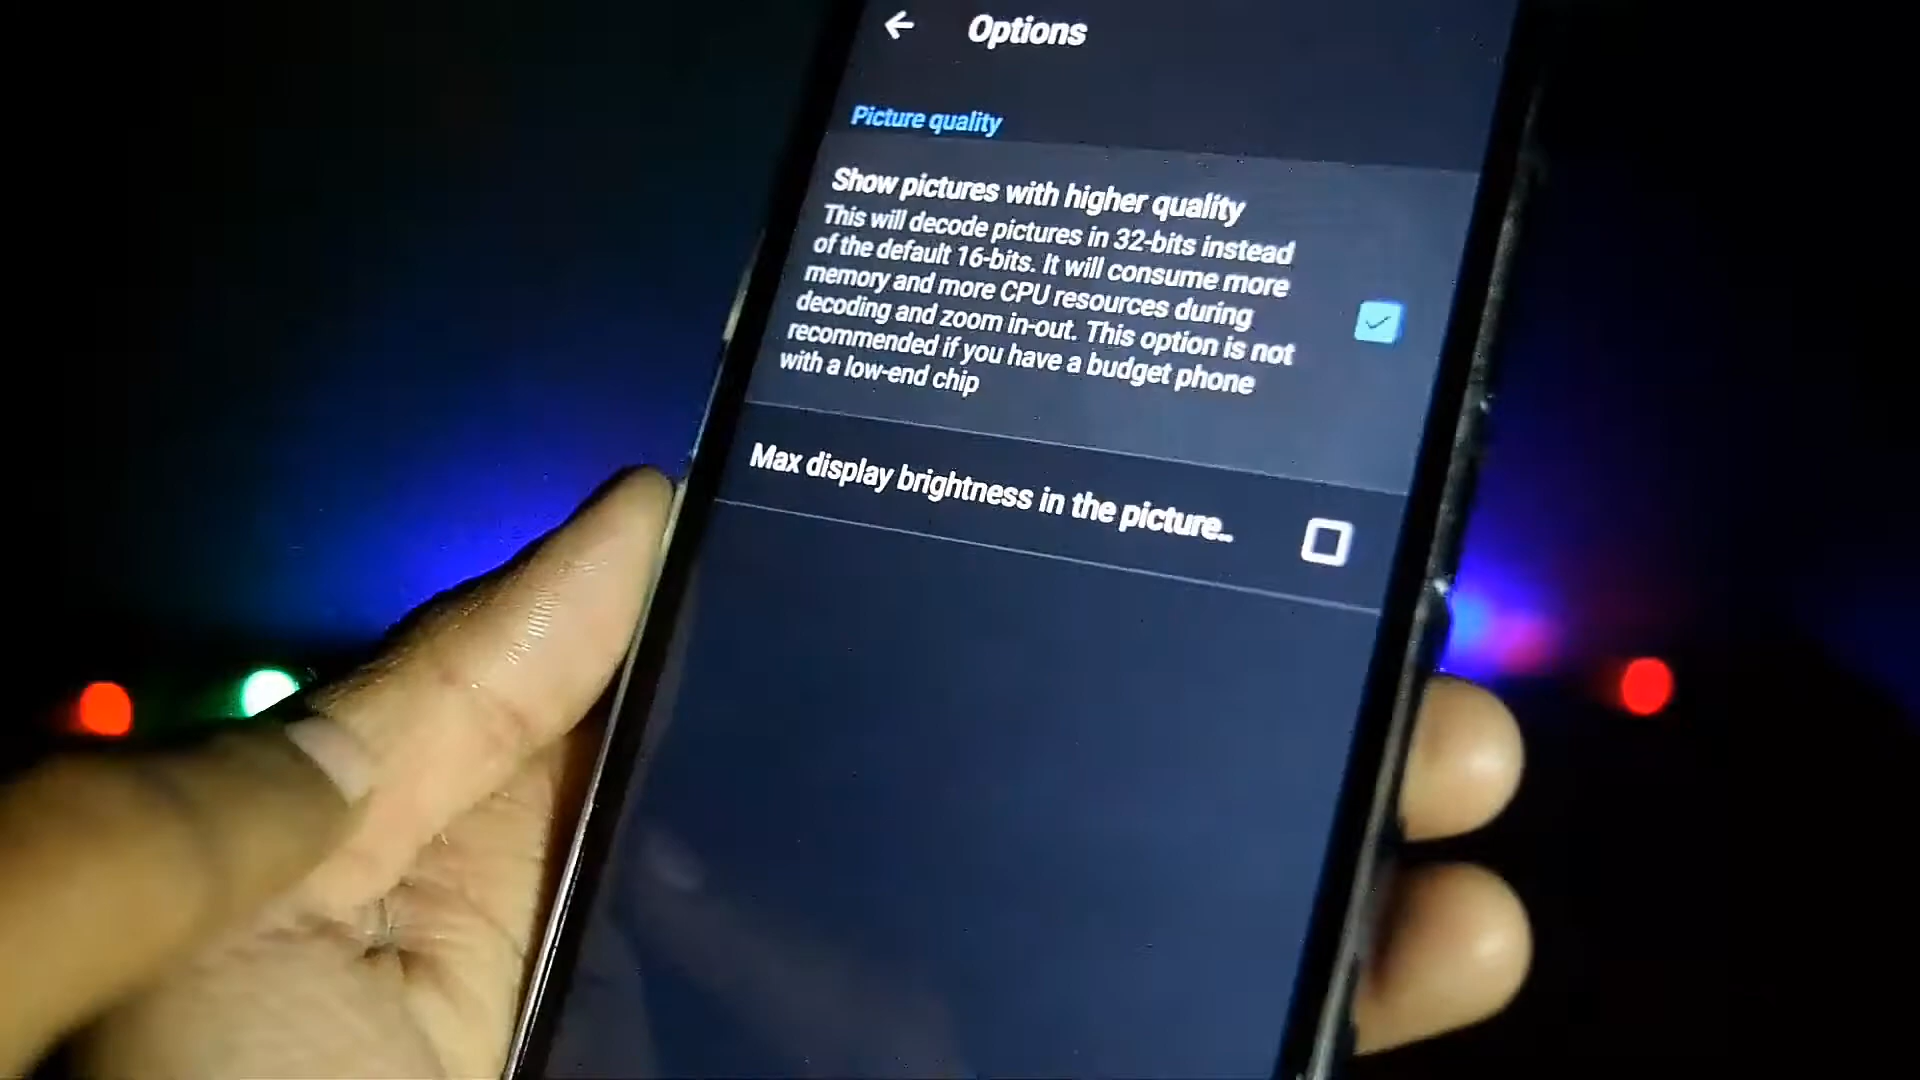 Options
Picture quality
Show pictures with higher quality
This will decode pictures in 32-bits instead
of the default 16-bits. It will consume more
memory and more CPU resources during
decoding and zoom in-out. This option is not
recommended if you have a budget phone
with a low-end chip
Max display brightness in the picture..